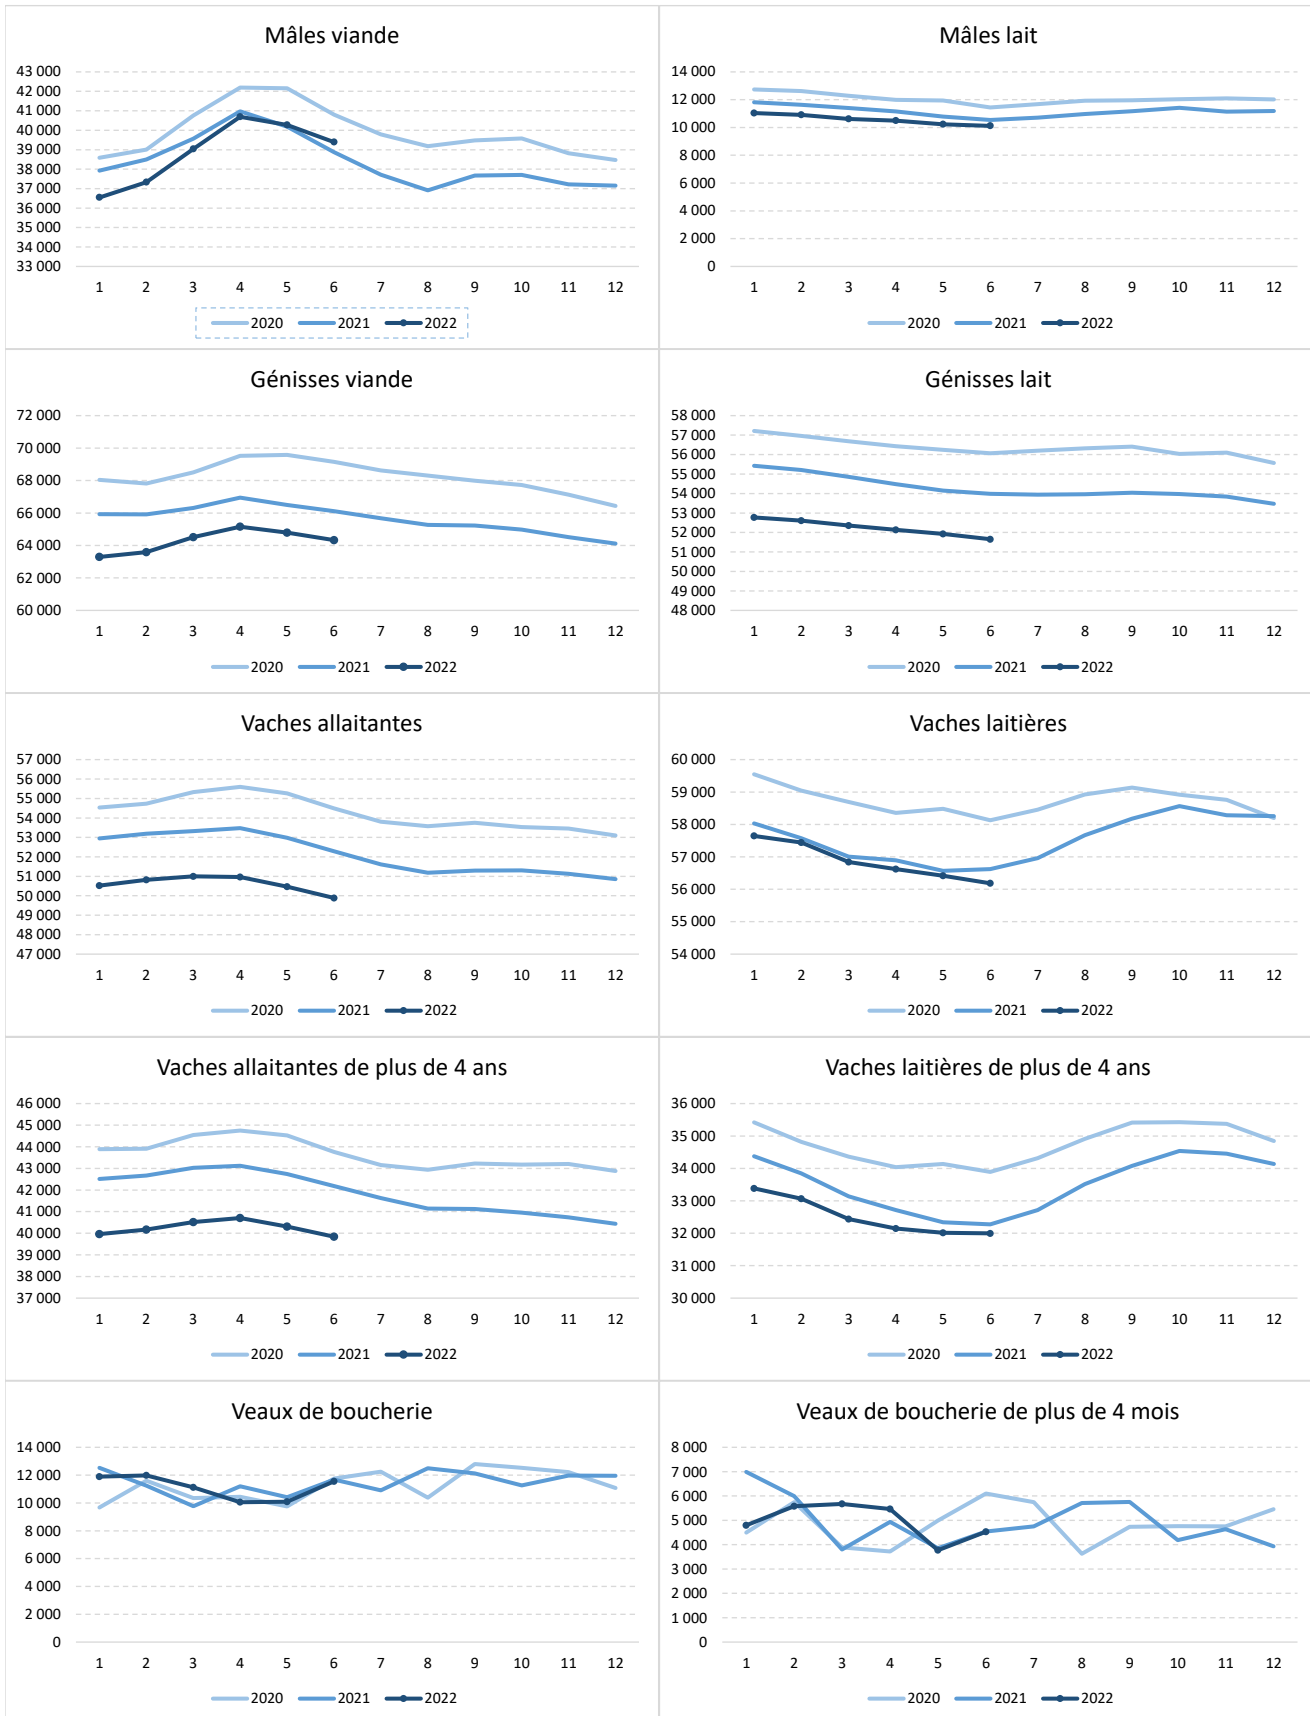 Mâles viande
43 000
42 000
41 000
40 000
39 000
38 000
37 000
36 000
35 000
34 000
33 000
1 2 3 4 5 6 7 8 9 10 11 12
2020 2021 2022
Mâles lait
14 000
12 000
10 000
8 000
6 000
4 000
2 000
0
1 2 3 4 5 6 7 8 9 10 11 12
2020 2021 2022
Génisses viande
72 000
70 000
68 000
66 000
64 000
62 000
60 000
1 2 3 4 5 6 7 8 9 10 11 12
2020 2021 2022
Génisses lait
58 000
57 000
56 000
55 000
54 000
53 000
52 000
51 000
50 000
49 000
48 000
1 2 3 4 5 6 7 8 9 10 11 12
2020 2021 2022
Vaches allaitantes
57 000
56 000
55 000
54 000
53 000
52 000
51 000
50 000
49 000
48 000
47 000
1 2 3 4 5 6 7 8 9 10 11 12
2020 2021 2022
Vaches laitières
60 000
59 000
58 000
57 000
56 000
55 000
54 000
1 2 3 4 5 6 7 8 9 10 11 12
2020 2021 2022
Vaches allaitantes de plus de 4 ans
46 000
45 000
44 000
43 000
42 000
41 000
40 000
39 000
38 000
37 000
1 2 3 4 5 6 7 8 9 10 11 12
2020 2021 2022
Vaches laitières de plus de 4 ans
36 000
35 000
34 000
33 000
32 000
31 000
30 000
1 2 3 4 5 6 7 8 9 10 11 12
2020 2021 2022
Veaux de boucherie
14 000
12 000
10 000
8 000
6 000
4 000
2 000
0
1 2 3 4 5 6 7 8 9 10 11 12
2020 2021 2022
Veaux de boucherie de plus de 4 mois
8 000
7 000
6 000
5 000
4 000
3 000
2 000
1 000
0
1 2 3 4 5 6 7 8 9 10 11 12
2020 2021 2022